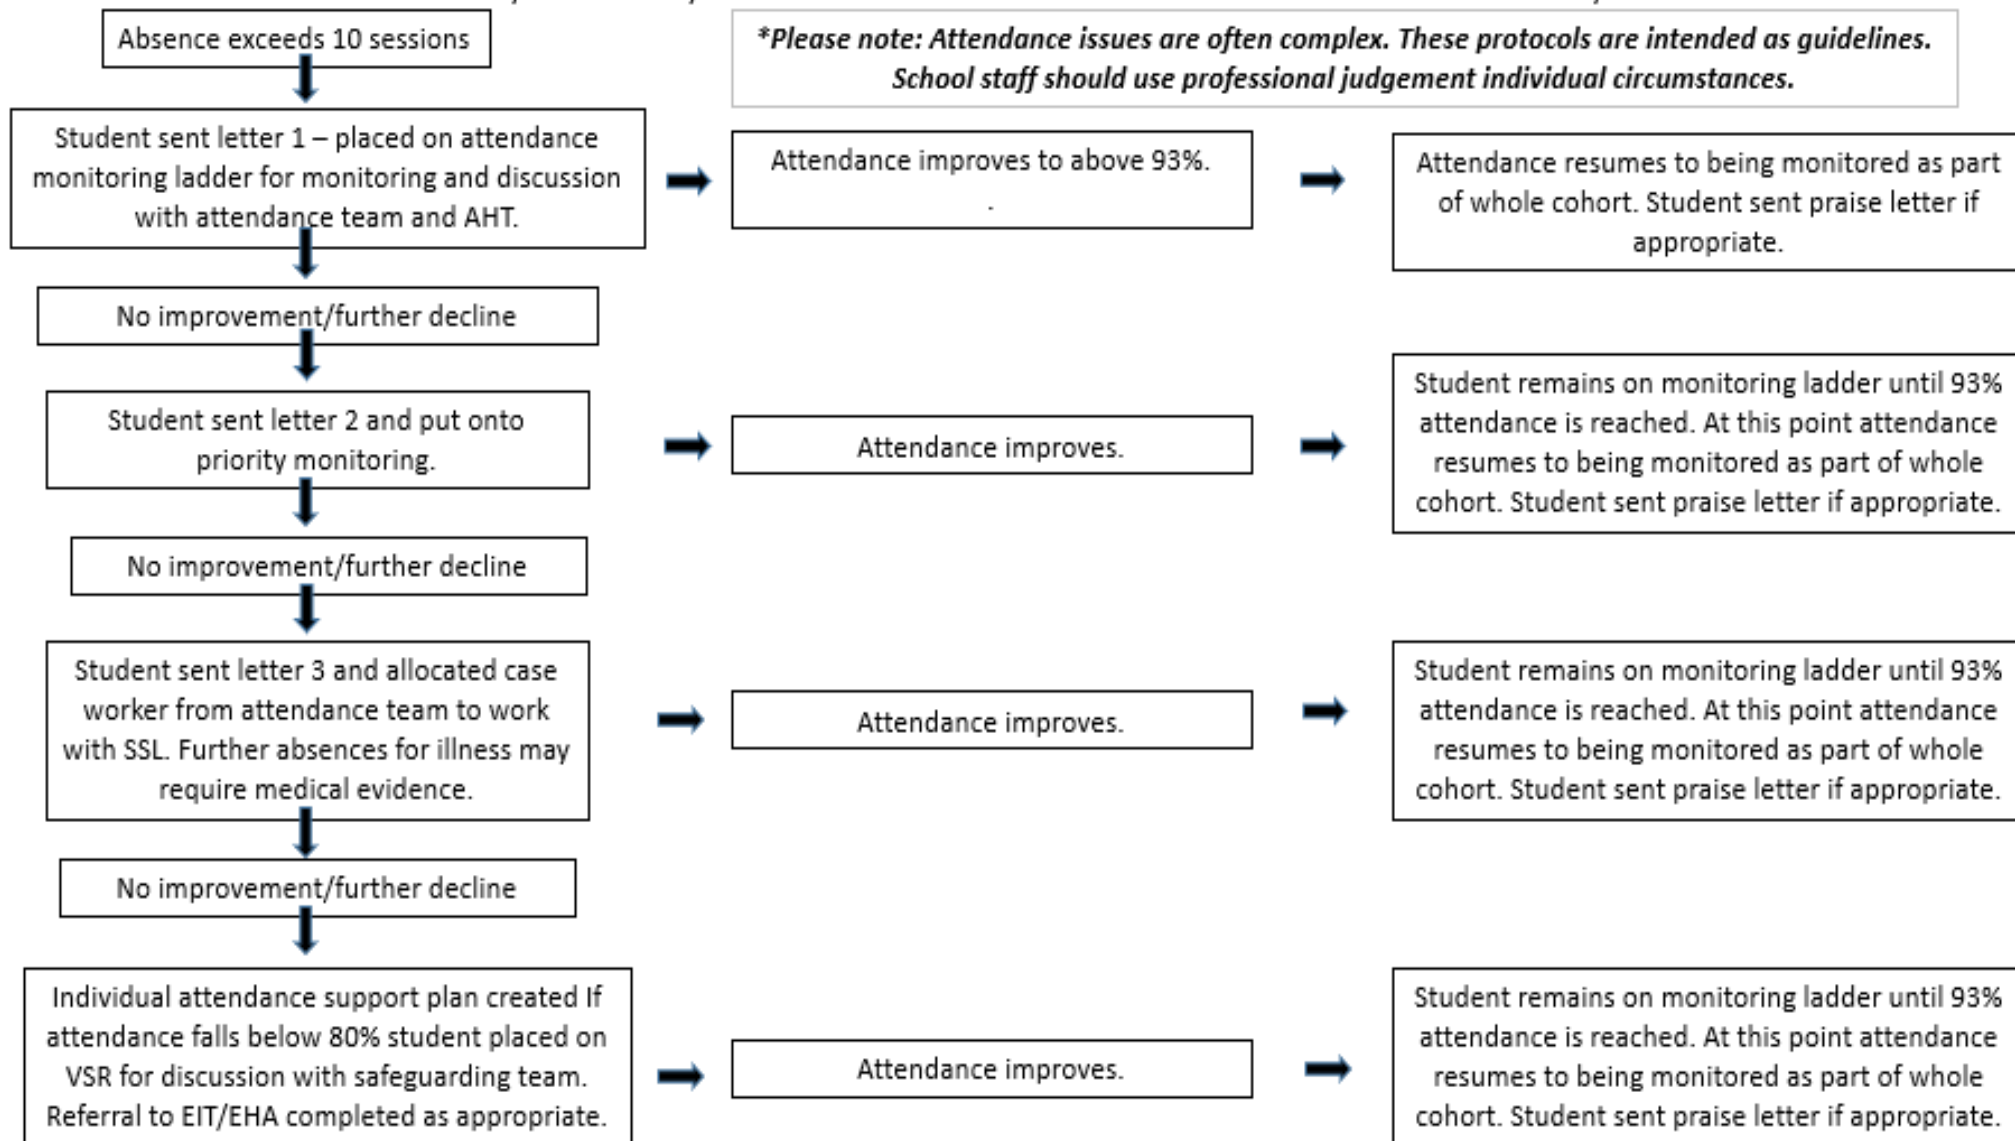 Absence exceeds 10 sessions
*Please note: Attendance issues are often complex. These protocols are intended as guidelines.
School staff should use professional judgement individual circumstances.
Student sent letter 1 – placed on attendance
monitoring ladder for monitoring and discussion
with attendance team and AHT.
Attendance improves to above 93%.
.
Attendance resumes to being monitored as part
of whole cohort. Student sent praise letter if
appropriate.
No improvement/further decline
Student sent letter 2 and put onto
priority monitoring.
Attendance improves.
Student remains on monitoring ladder until 93%
attendance is reached. At this point attendance
resumes to being monitored as part of whole
cohort. Student sent praise letter if appropriate.
No improvement/further decline
Student sent letter 3 and allocated case
worker from attendance team to work
with SSL. Further absences for illness may
require medical evidence.
Attendance improves.
Student remains on monitoring ladder until 93%
attendance is reached. At this point attendance
resumes to being monitored as part of whole
cohort. Student sent praise letter if appropriate.
No improvement/further decline
Individual attendance support plan created If
attendance falls below 80% student placed on
VSR for discussion with safeguarding team.
Referral to EIT/EHA completed as appropriate.
Attendance improves.
Student remains on monitoring ladder until 93%
attendance is reached. At this point attendance
resumes to being monitored as part of whole
cohort. Student sent praise letter if appropriate.